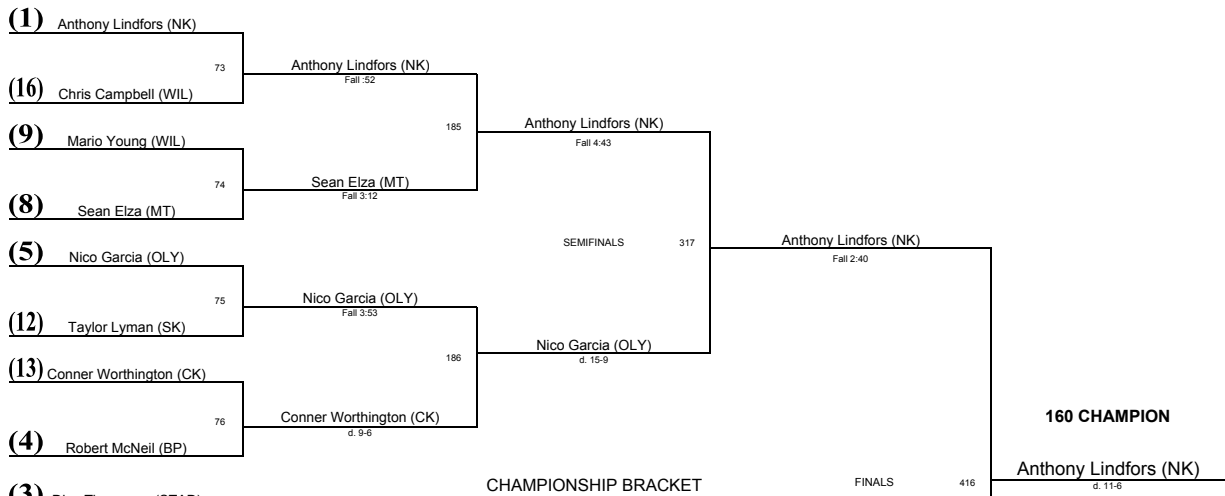 (1) Anthony Lindfors (NK)
73
Anthony Lindfors (NK)
Fall :52
(16) Chris Campbell (WIL)
185
Anthony Lindfors (NK)
Fall 4:43
(9) Mario Young (WIL)
74
Sean Elza (MT)
Fall 3:12
(8) Sean Elza (MT)
SEMIFINALS 317
Anthony Lindfors (NK)
Fall 2:40
(5) Nico Garcia (OLY)
75
Nico Garcia (OLY)
Fall 3:53
(12) Taylor Lyman (SK)
186
Nico Garcia (OLY)
d. 15-9
(13) Conner Worthington (CK)
76
Conner Worthington (CK)
d. 9-6
(4) Robert McNeil (BP)
160 CHAMPION
Anthony Lindfors (NK)
d. 11-6
CHAMPIONSHIP BRACKET
FINALS 416
(3)